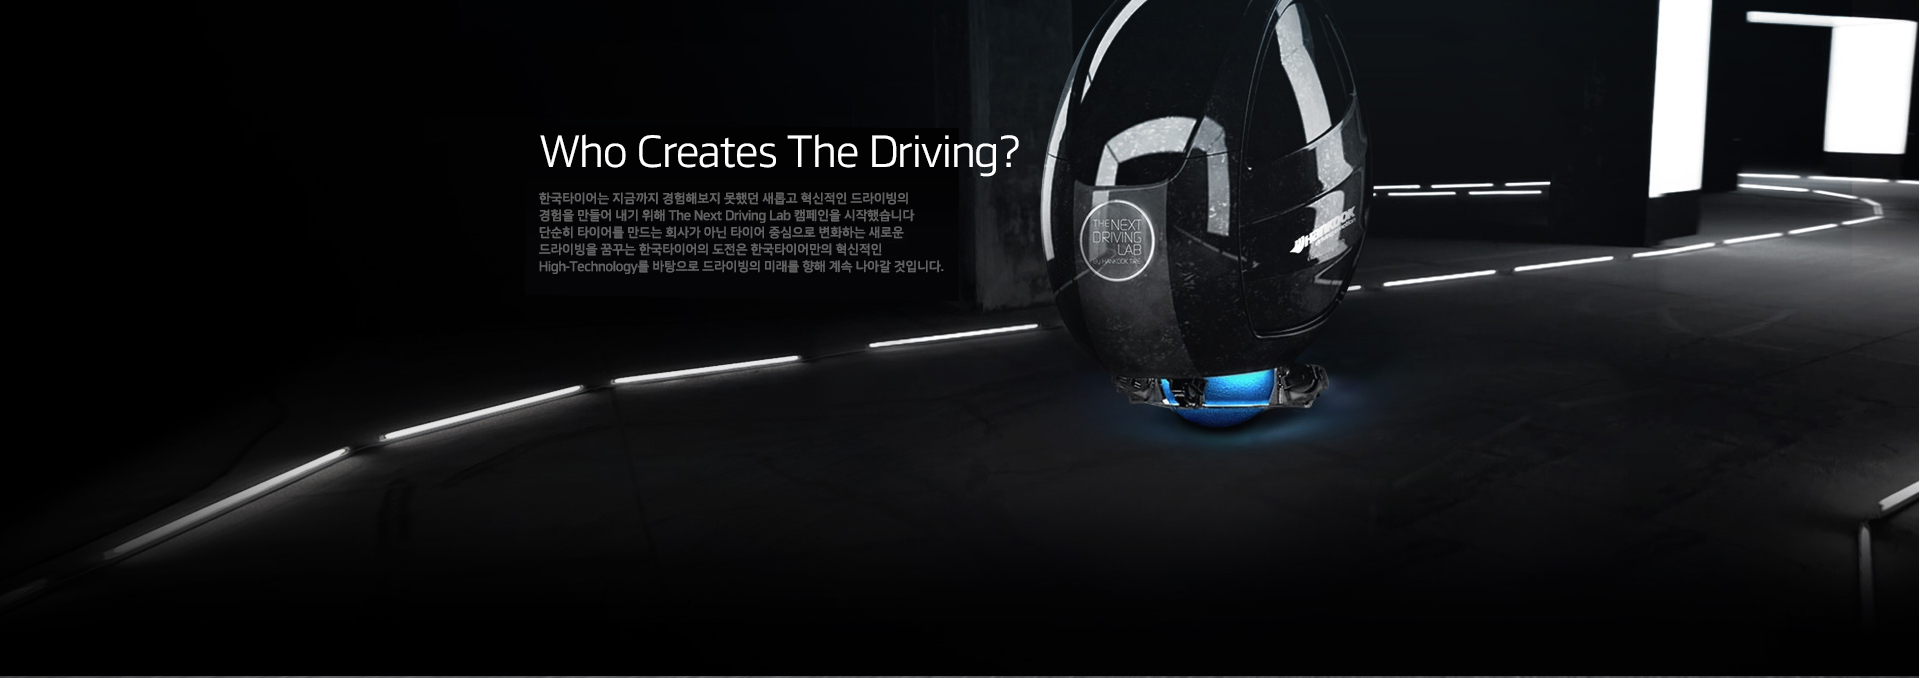 Who Creates The Driving?
한국타이어는 지금까지 경험해보지 못했던 새롭고 혁신적인 드라이빙의
경험을 만들어 내기 위해 The Next Driving Lab 캠페인을 시작했습니다
단순히 타이어를 만드는 회사가 아닌 타이어 중심으로 변화하는 새로운
드라이빙을 꿈꾸는 한국타이어의 도전은 한국타이어만의 혁신적인
High-Technology를 바탕으로 드라이빙의 미래를 향해 계속 나아갈 것입니다.
THE NEXT
DRIVING
LAB
by HANKOOK TIRE
HANKOOK